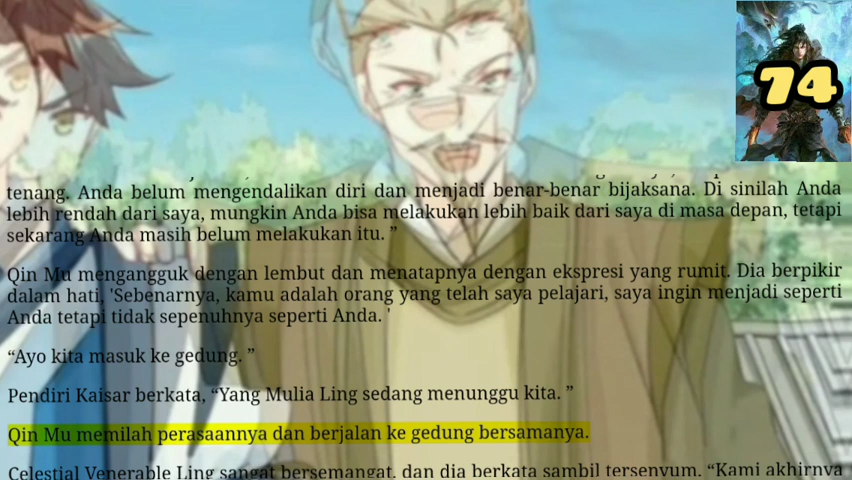 74
tenang. Anda belum mengendalikan diri dan menjadi benar-benar bijaksana. Di sinilah Anda
lebih rendah dari saya, mungkin Anda bisa melakukan lebih baik dari saya di masa depan, tetapi
sekarang Anda masih belum melakukan itu. ”
Qin Mu mengangguk dengan lembut dan menatapnya dengan ekspresi yang rumit. Dia berpikir
dalam hati, 'Sebenarnya, kamu adalah orang yang telah saya pelajari, saya ingin menjadi seperti
Anda tetapi tidak sepenuhnya seperti Anda. '
“Ayo kita masuk ke gedung. ”
Pendiri Kaisar berkata, “Yang Mulia Ling sedang menunggu kita. ”
Qin Mu memilah perasaannya dan berjalan ke gedung bersamanya.
Celestial Venerable Ling sangat bersemangat, dan dia berkata sambil tersenyum, “Kami akhirnya